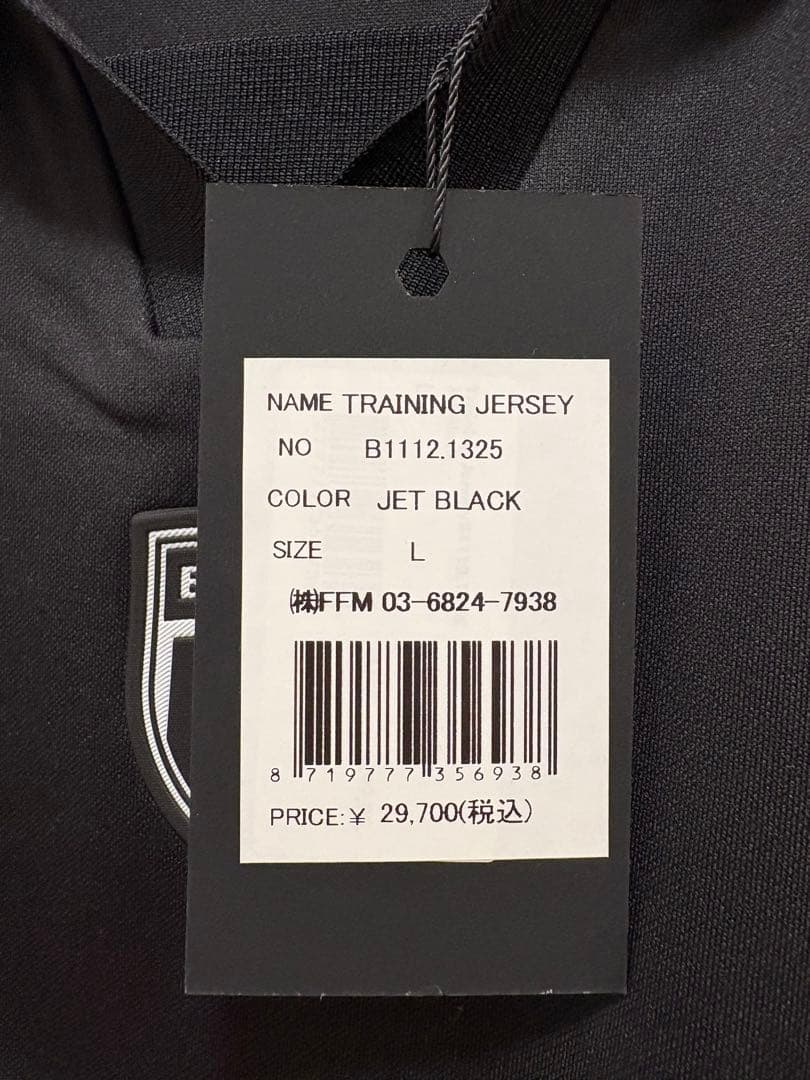 NAME TRAINING JERSEY
NO B1112.1325
COLOR JET BLACK
SIZE L
㈱FFM 03-6824-7938
8 719777 356938
PRICE:¥ 29,700(税込)